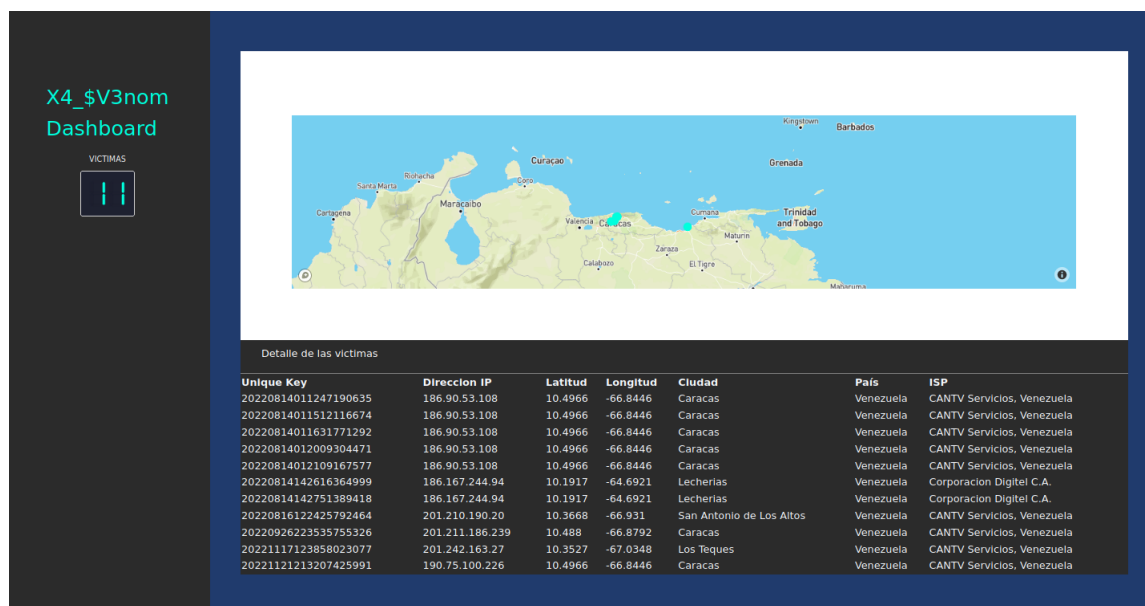 X4_$V3nom
Dashboard
VICTIMAS
11
Kingstown
Barbados
Curaçao
Grenada
Riohacha
Coro
Santa Marta
Maracaibo
Cartagena
Valencia
Caracas
Cumana
Trinidad
and Tobago
Maturin
Zaraza
Calabozo
El Tigre
Mabaruma
Detalle de las victimas
Unique Key Direccion IP Latitud Longitud Ciudad País ISP
20220814011247190635 186.90.53.108 10.4966 -66.8446 Caracas Venezuela CANTV Servicios, Venezuela
20220814011512116674 186.90.53.108 10.4966 -66.8446 Caracas Venezuela CANTV Servicios, Venezuela
20220814011631771292 186.90.53.108 10.4966 -66.8446 Caracas Venezuela CANTV Servicios, Venezuela
20220814012009304471 186.90.53.108 10.4966 -66.8446 Caracas Venezuela CANTV Servicios, Venezuela
20220814012109167577 186.90.53.108 10.4966 -66.8446 Caracas Venezuela CANTV Servicios, Venezuela
20220814142616364999 186.167.244.94 10.1917 -64.6921 Lecherias Venezuela Corporacion Digitel C.A.
20220814142751389418 186.167.244.94 10.1917 -64.6921 Lecherias Venezuela Corporacion Digitel C.A.
20220816122425792464 201.210.190.20 10.3668 -66.931 San Antonio de Los Altos Venezuela CANTV Servicios, Venezuela
20220926223535755326 201.211.186.239 10.488 -66.8792 Caracas Venezuela CANTV Servicios, Venezuela
20221117123858023077 201.242.163.27 10.3527 -67.0348 Los Teques Venezuela CANTV Servicios, Venezuela
20221121213207425991 190.75.100.226 10.4966 -66.8446 Caracas Venezuela CANTV Servicios, Venezuela